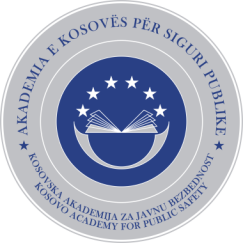 AKADEMIA E KOSOVËS PËR SIGURI PUBLIKE
KOSOVSKA AKADEMIJA ZA JAVNU BEZBEDNOST
KOSOVO ACADEMY FOR PUBLIC SAFETY